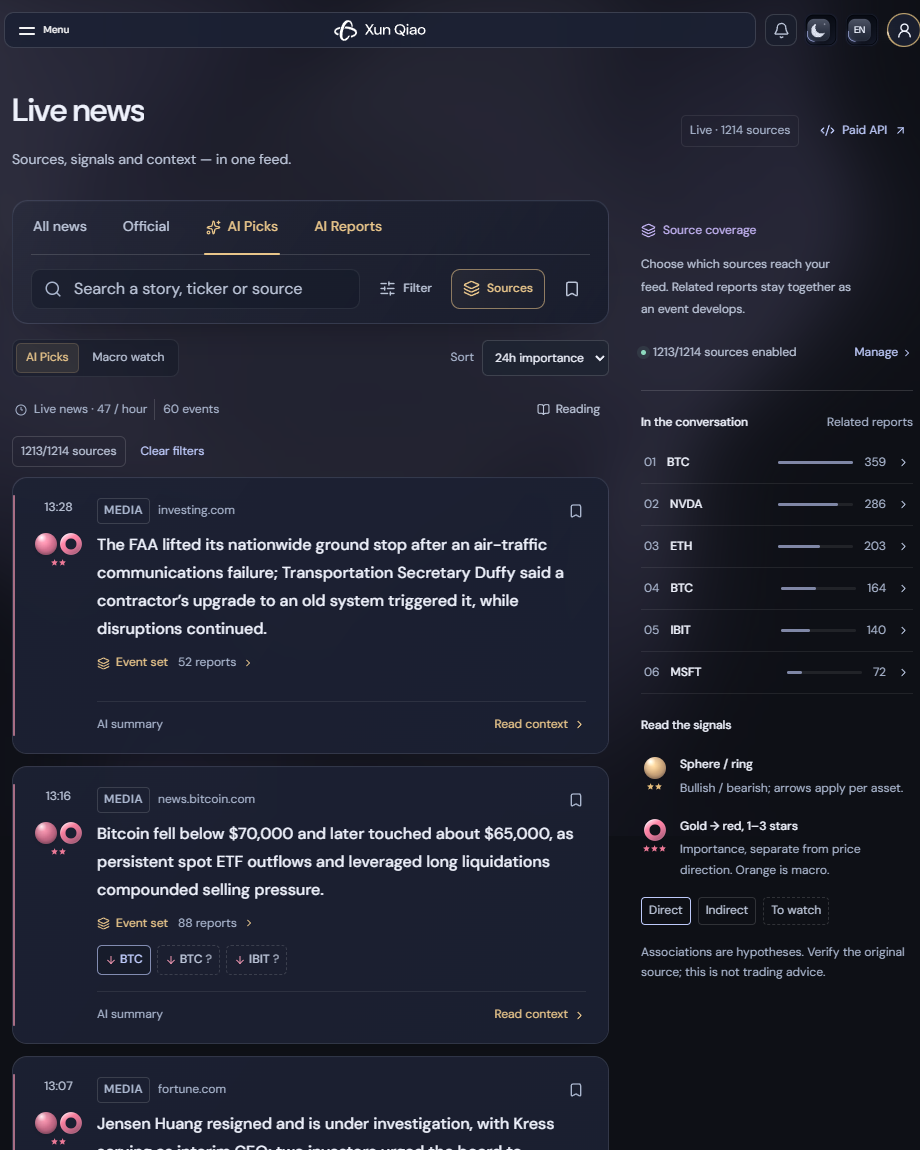 Menu
Xun Qiao
EN
Live news
Sources, signals and context — in one feed.
Live · 1214 sources
Paid API
All news
Official
AI Picks
AI Reports
Search a story, ticker or source
Filter
Sources
AI Picks
Macro watch
Sort
24h importance
Live news · 47 / hour
60 events
Reading
1213/1214 sources
Clear filters
13:28
MEDIA
investing.com
The FAA lifted its nationwide ground stop after an air-traffic
communications failure; Transportation Secretary Duffy said a
contractor's upgrade to an old system triggered it, while
disruptions continued.
Event set
52 reports
AI summary
Read context
13:16
MEDIA
news.bitcoin.com
Bitcoin fell below $70,000 and later touched about $65,000, as
persistent spot ETF outflows and leveraged long liquidations
compounded selling pressure.
Event set
88 reports
↓ BTC
↓ BTC ?
↓ IBIT ?
AI summary
Read context
13:07
MEDIA
fortune.com
Jensen Huang resigned and is under investigation, with Kress
serving as interim CEO; two investors urged the board to
Source coverage
Choose which sources reach your
feed. Related reports stay together as
an event develops.
1213/1214 sources enabled
Manage
In the conversation
Related reports
01 BTC 359
02 NVDA 286
03 ETH 203
04 BTC 164
05 IBIT 140
06 MSFT 72
Read the signals
Sphere / ring
Bullish / bearish; arrows apply per asset.
Gold → red, 1–3 stars
Importance, separate from price
direction. Orange is macro.
Direct
Indirect
To watch
Associations are hypotheses. Verify the original
source; this is not trading advice.